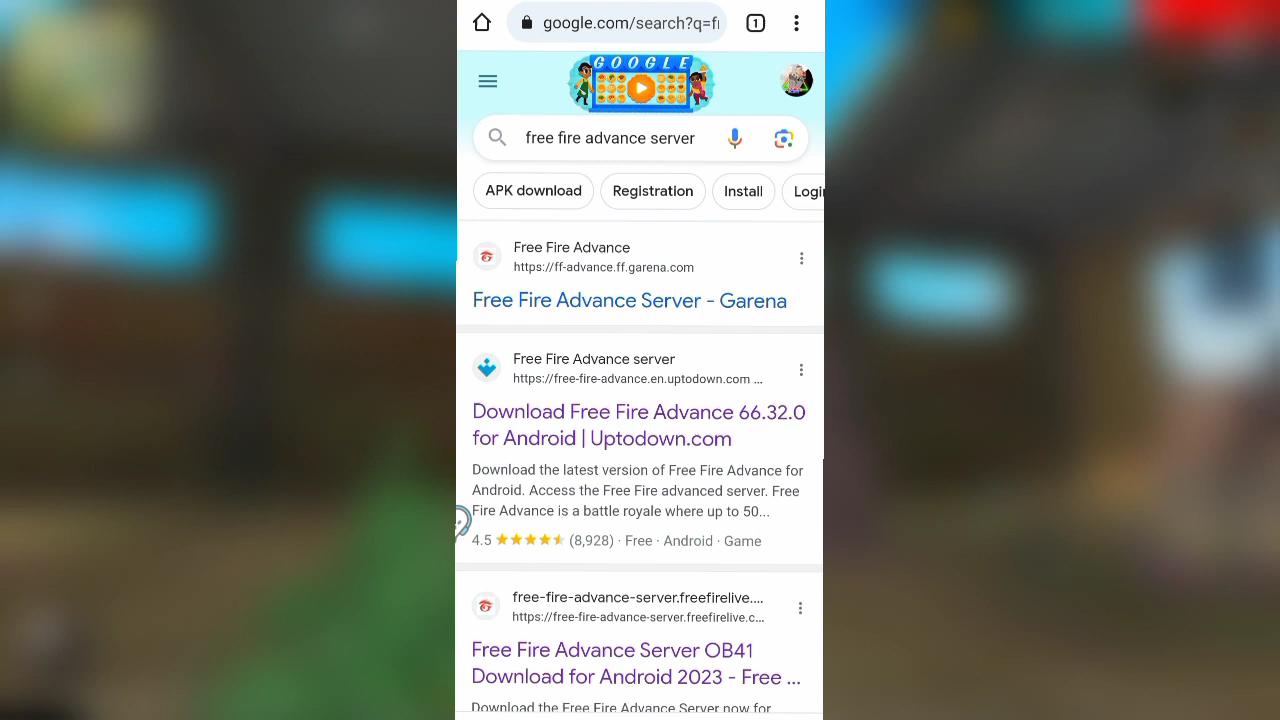 google.com/search?q=f
1
GOOGLE
free fire advance server
APK download
Registration
Install
Login
Free Fire Advance
https://ff-advance.ff.garena.com
Free Fire Advance Server - Garena
Free Fire Advance server
https://free-fire-advance.en.uptodown.com ...
Download Free Fire Advance 66.32.0
for Android | Uptodown.com
Download the latest version of Free Fire Advance for
Android. Access the Free Fire advanced server. Free
Fire Advance is a battle royale where up to 50...
4.5 (8,928) · Free · Android · Game
free-fire-advance-server.freefirelive....
https://free-fire-advance-server.freefirelive.c...
Free Fire Advance Server OB41
Download for Android 2023 - Free ...
Download the Free Fire Advance Server now for